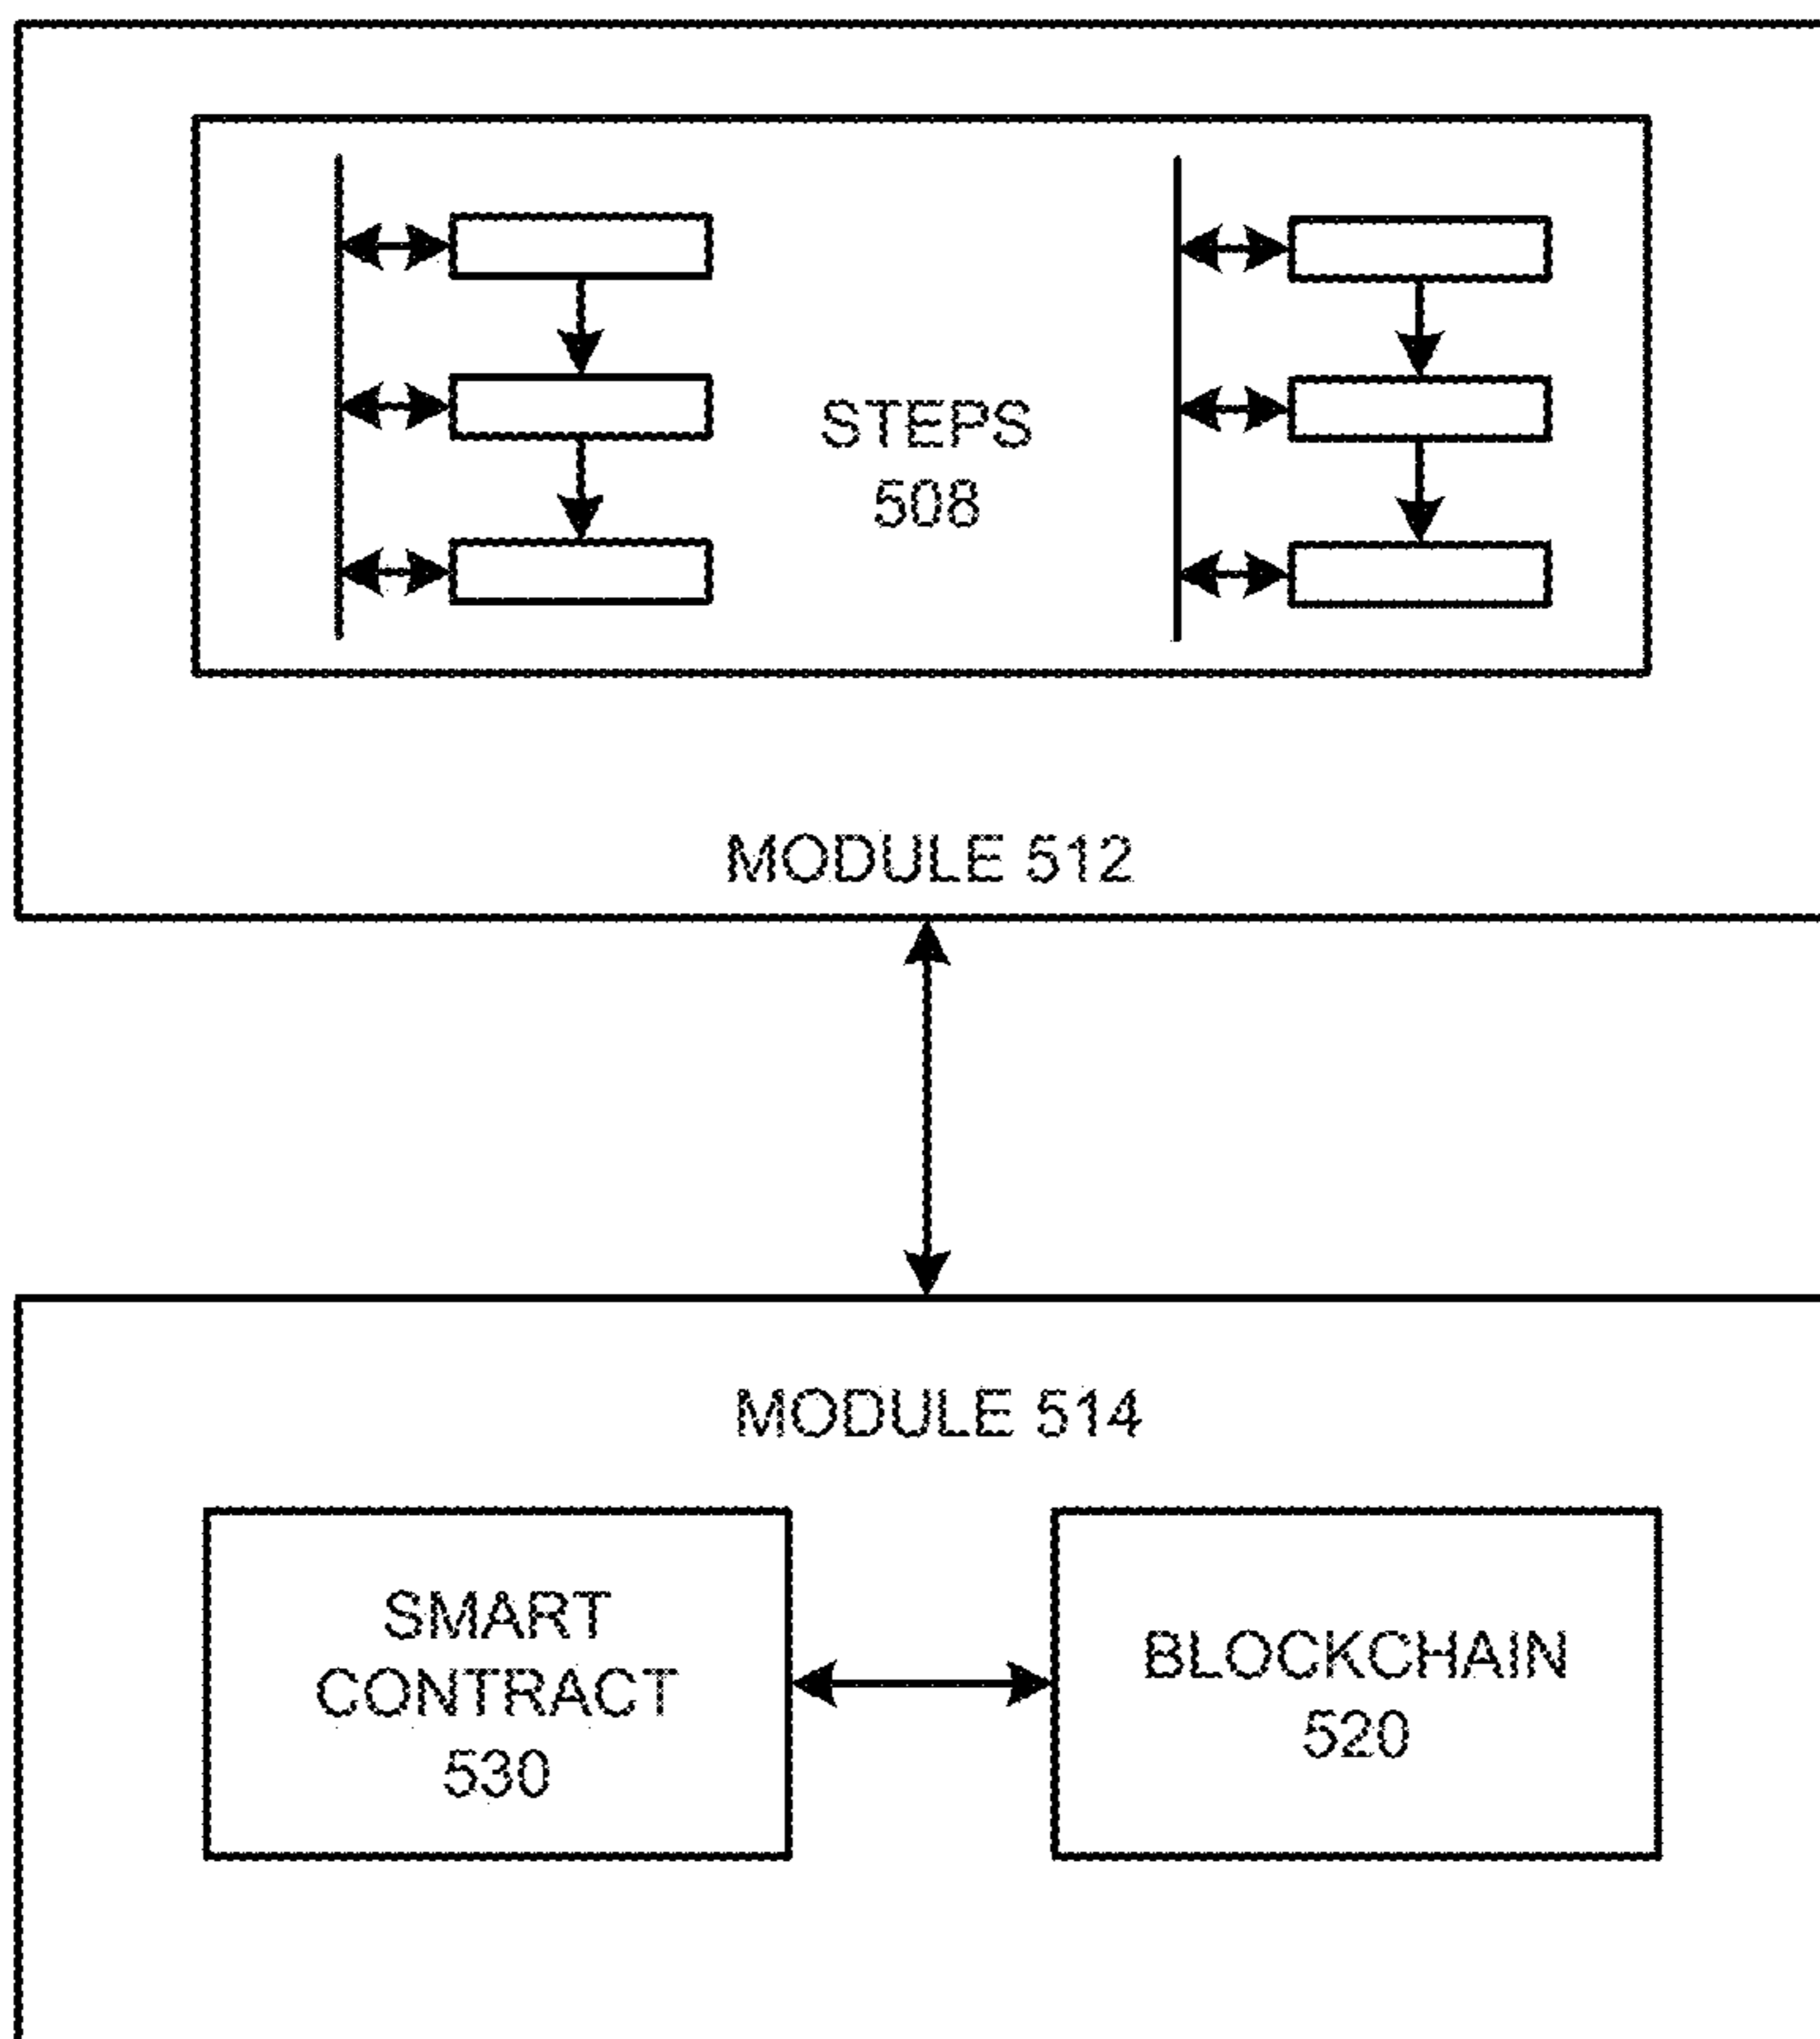 STEPS
508
MODULE 512
MODULE 514
SMART
CONTRACT
530
BLOCKCHAIN
520